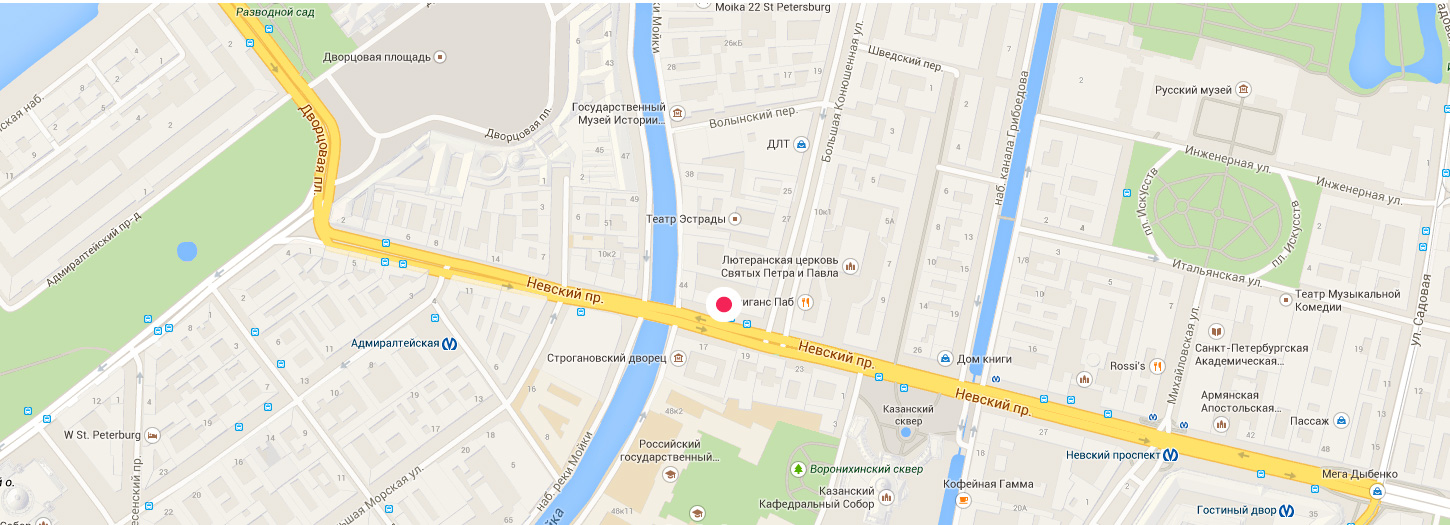 Разводной сад
Дворцовая площадь
Moika 22 St Petersburg
Шведский пер.
Большая Конюшенная ул.
наб. канала Грибоедова
Русский музей
Государственный
Музей Истории...
Волынский пер.
ДЛТ
Дворцовая пл.
Дворцовая пл.
Инженерная ул.
Инженерная ул.
пл. Искусств
пл. Искусств
Адмиралтейский пр-д
Театр Эстрады
Лютеранская церковь
Святых Петра и Павла
Итальянская ул.
Театр Музыкальной
Комедии
ул. Садовая
Невский пр.
иганс Паб
Адмиралтейская
Строгановский дворец
Невский пр.
Дом книги
Михайловская ул.
Санкт-Петербургская
Академическая...
Rossi's
Невский пр.
Армянская
Апостольская...
Пассаж
Казанский
сквер
W St. Peterburg
Российский
государственный...
наб. реки Мойки
Воронихинский сквер
Казанский
Кафедральный Собор
Кофейная Гамма
Невский проспект
Мега Дыбенко
Гостиный двор